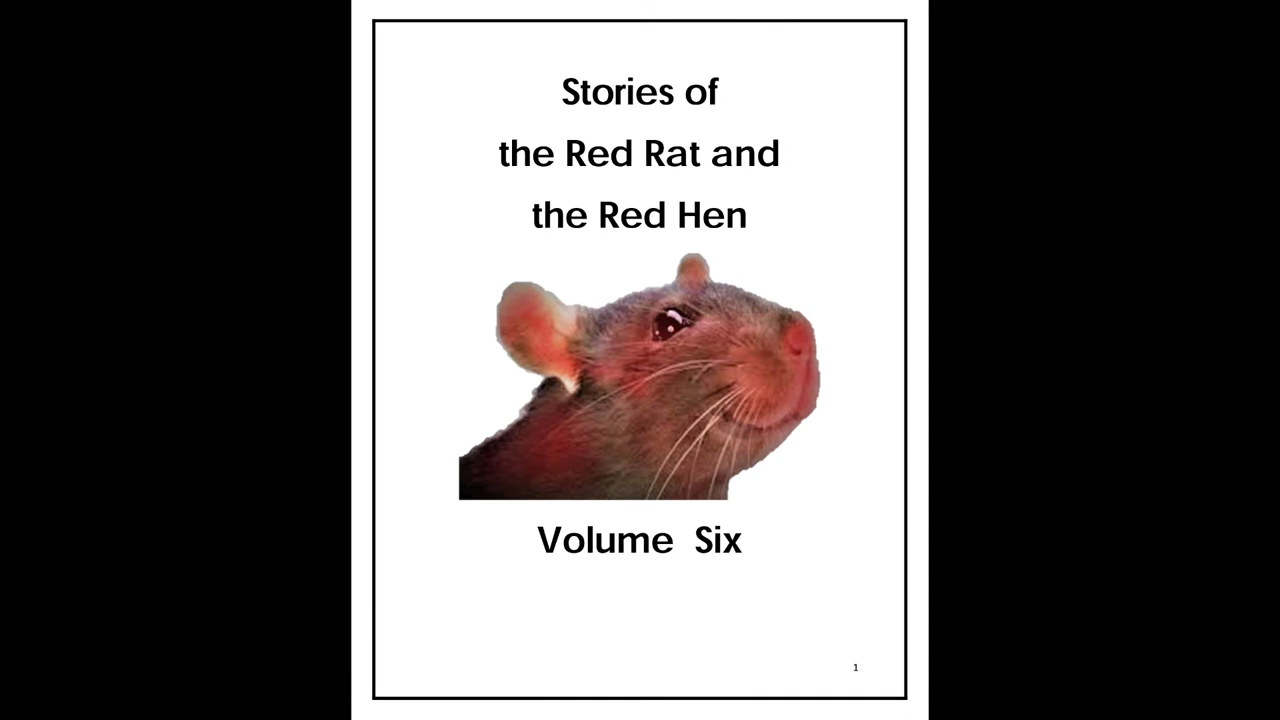 Stories of
the Red Rat and
the Red Hen
Volume Six
1